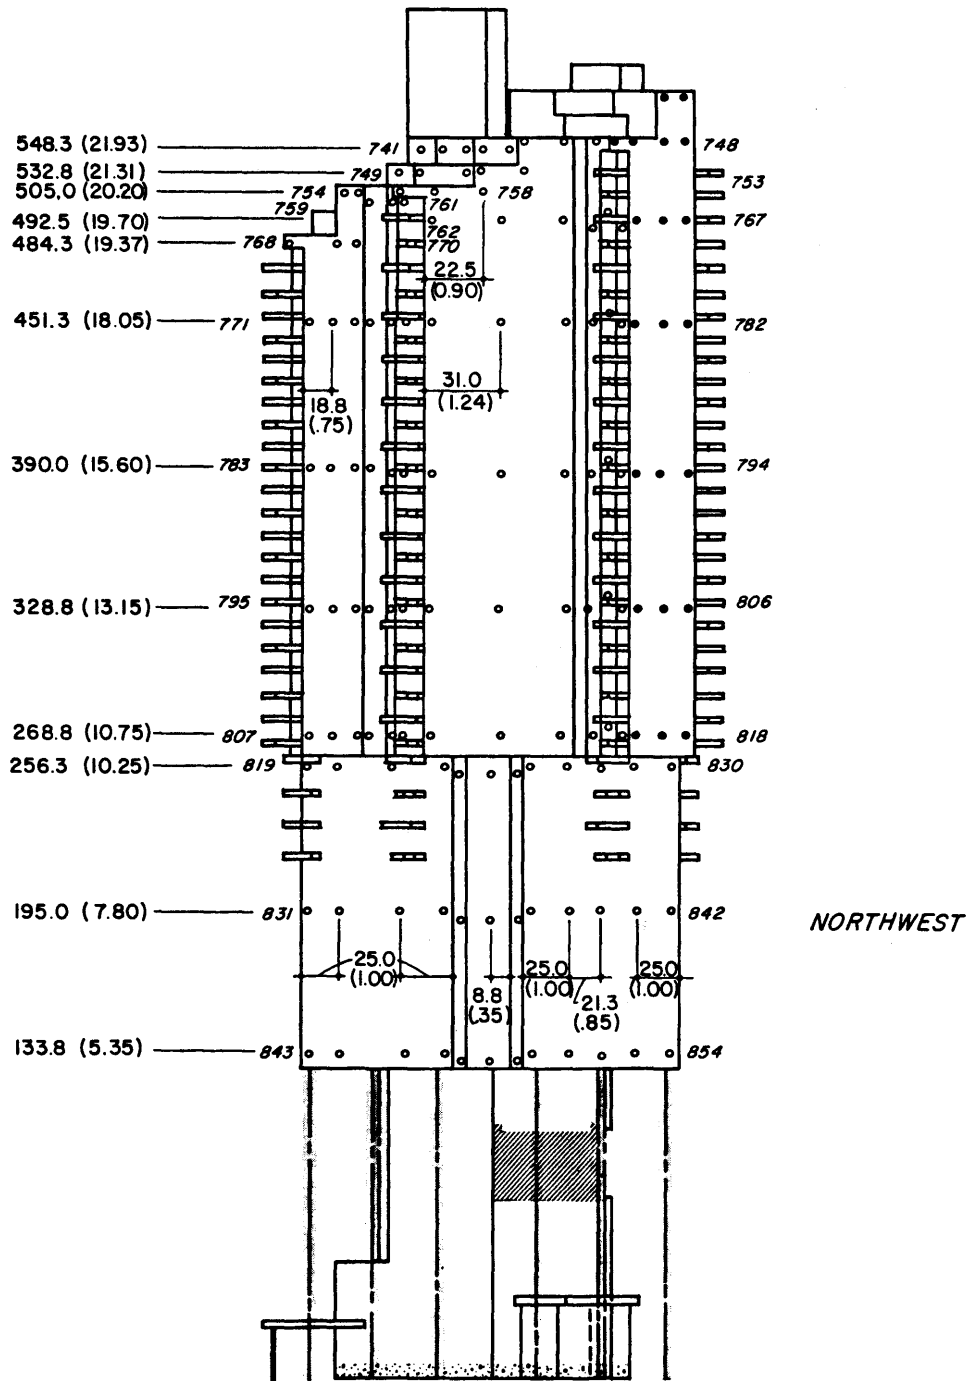 548.3 (21.93) 741 748
532.8 (21.31) 749 753
505.0 (20.20) 754 758
759 761
492.5 (19.70) 762 767
484.3 (19.37) 768 770
22.5
(0.90)
451.3 (18.05) 771 782
18.8
(.75)
31.0
(1.24)
390.0 (15.60) 783 794
328.8 (13.15) 795 806
268.8 (10.75) 807 818
256.3 (10.25) 819 830
195.0 (7.80) 831 842
NORTHWEST
25.0
(1.00)
8.8
(.35)
25.0
(1.00)
21.3
(.85)
25.0
(1.00)
133.8 (5.35) 843 854